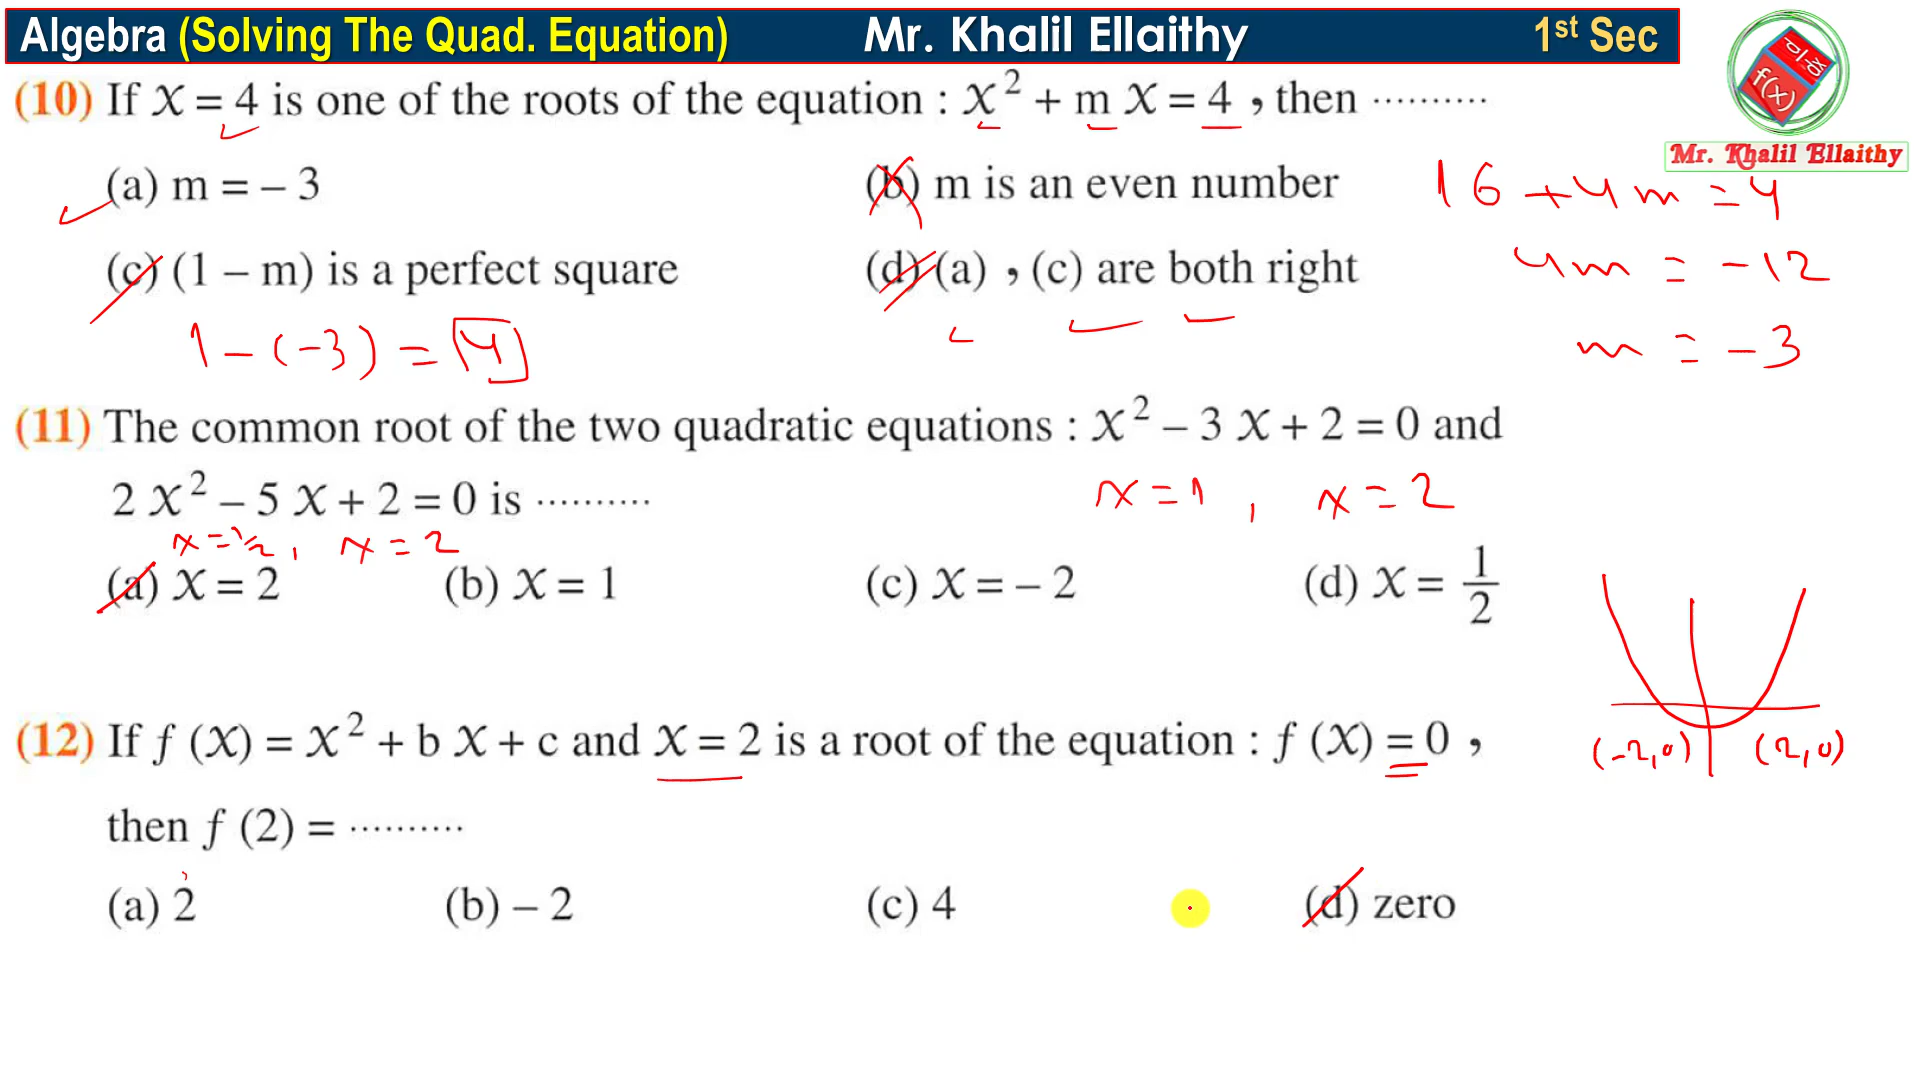 Algebra (Solving The Quad. Equation) Mr. Khalil Ellaithy 1st Sec
f(x)
Mr. Khalil Ellaithy
(10) If X = 4 is one of the roots of the equation : X² + m X = 4 , then ··········
(a) m = – 3 (b) m is an even number
16 + 4m = 4
(c) (1 – m) is a perfect square (d) (a) , (c) are both right
4m = -12
1 - (-3) = 4
m = -3
(11) The common root of the two quadratic equations : X² – 3 X + 2 = 0 and
x = 1 , x = 2
2 X² – 5 X + 2 = 0 is ··········
x = 1/2 , x = 2
(a) X = 2 (b) X = 1 (c) X = – 2 (d) X = 1/2
(12) If f (X) = X² + b X + c and X = 2 is a root of the equation : f (X) = 0 ,
(-2,0) (2,0)
then f (2) = ··········
(a) 2 (b) – 2 (c) 4 (d) zero